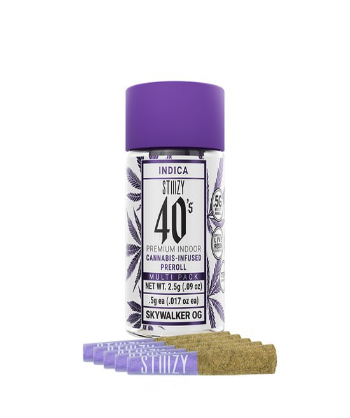 INDICA
STIIIZY
40's
PREMIUM INDOOR
CANNABIS-INFUSED
PREROLL
MULTI PACK
NET WT. 2.5g (.09 oz)
.5g ea (.017 oz ea)
SKYWALKER OG
STIIIZY